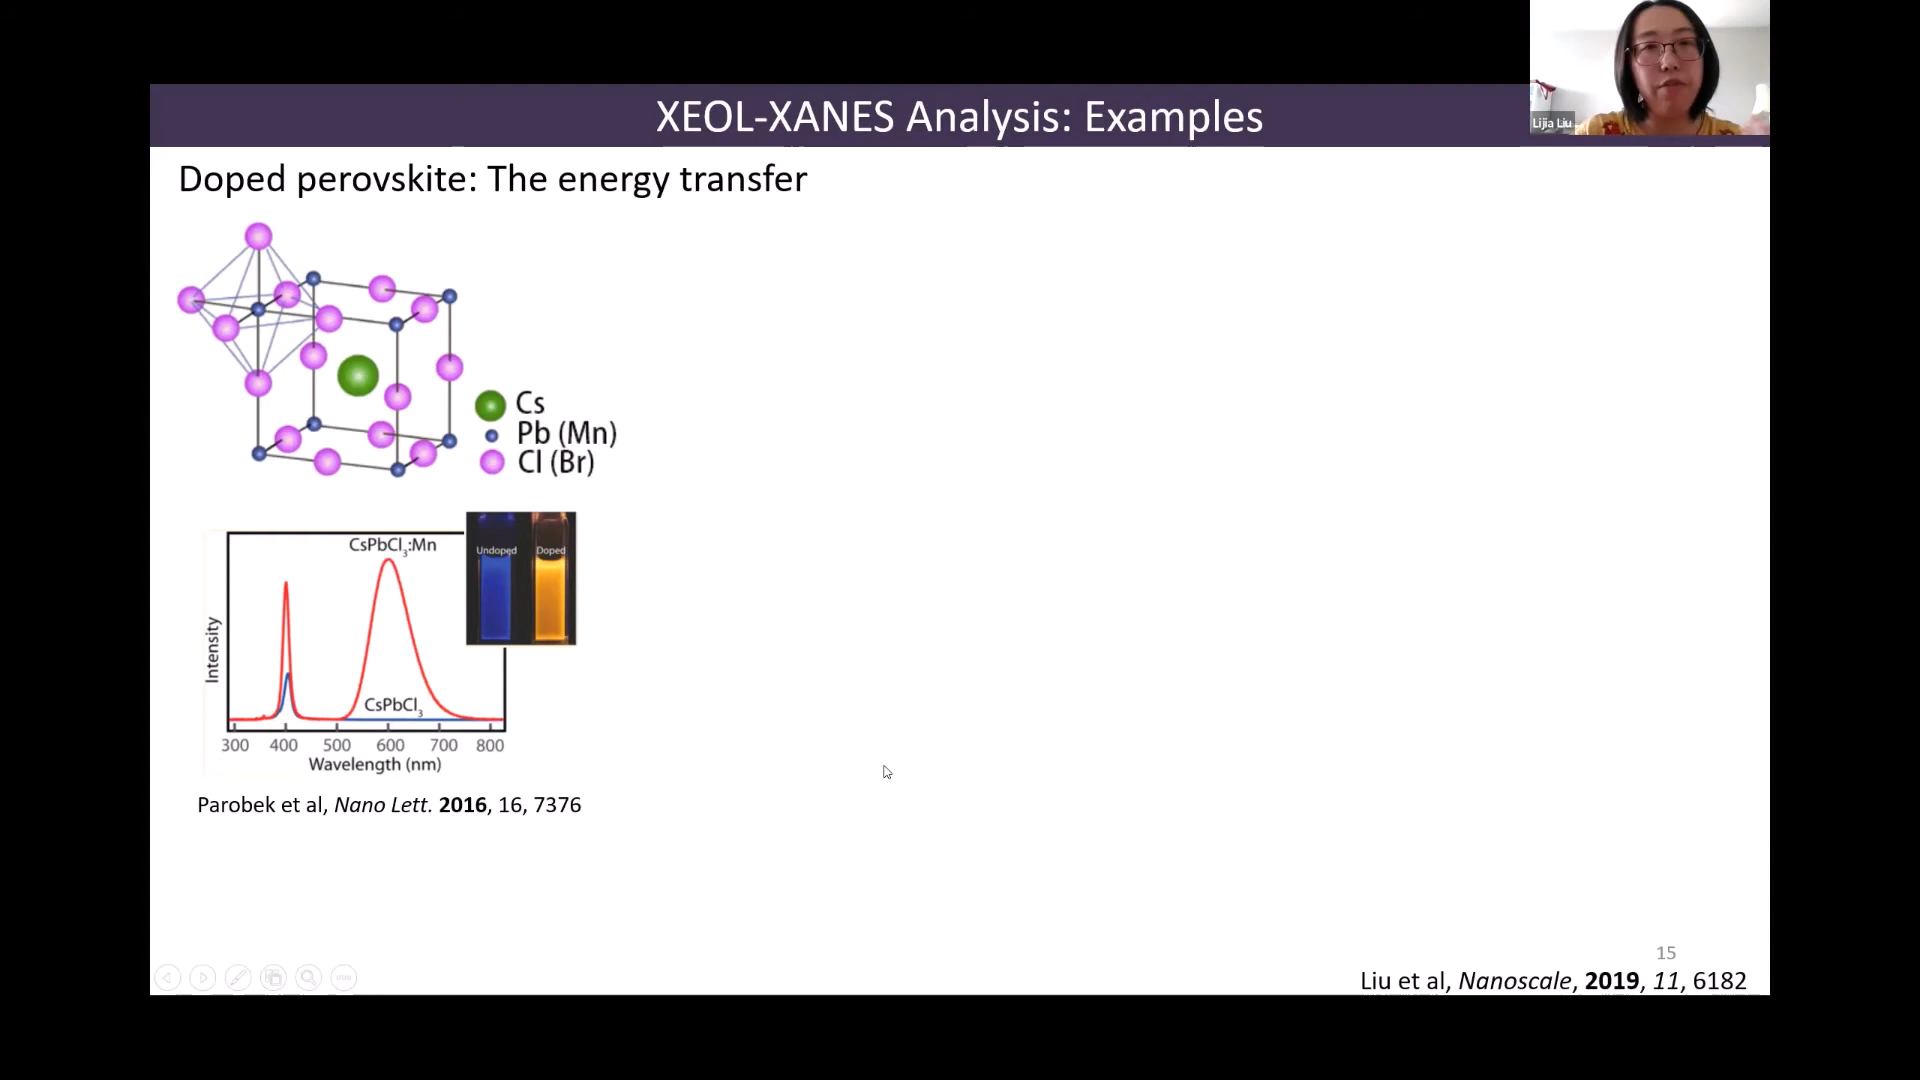 XEOL-XANES Analysis: Examples
Lijia Liu
Doped perovskite: The energy transfer
Cs
Pb (Mn)
Cl (Br)
CsPbCl₃:Mn
Undoped
Doped
Intensity
CsPbCl₃
300 400 500 600 700 800
Wavelength (nm)
Parobek et al, Nano Lett. 2016, 16, 7376
15
Liu et al, Nanoscale, 2019, 11, 6182